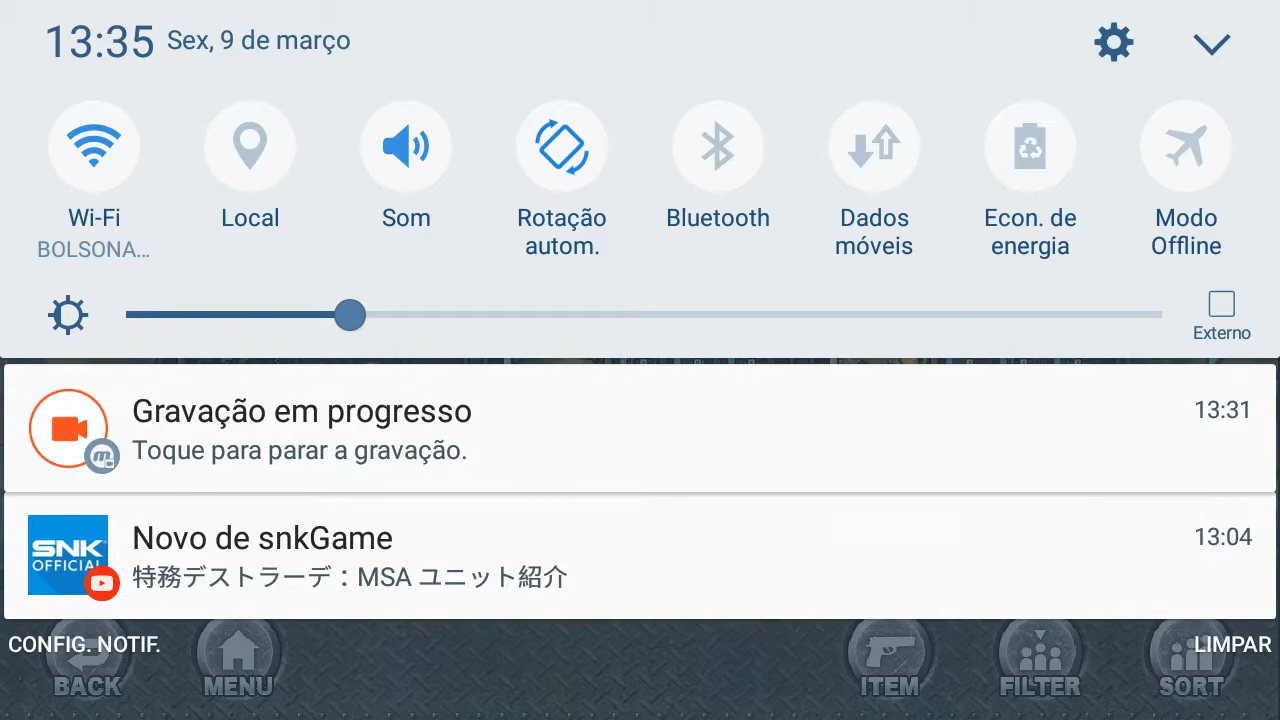 13:35 Sex, 9 de março
Wi-Fi Local Som Rotação autom. Bluetooth Dados móveis Econ. de energia Modo Offline
BOLSONA...
Externo
Gravação em progresso 13:31
Toque para parar a gravação.
SNK
OFFICIAL
Novo de snkGame 13:04
特務デストラーデ：MSA ユニット紹介
CONFIG. NOTIF. LIMPAR
BACK MENU ITEM FILTER SORT